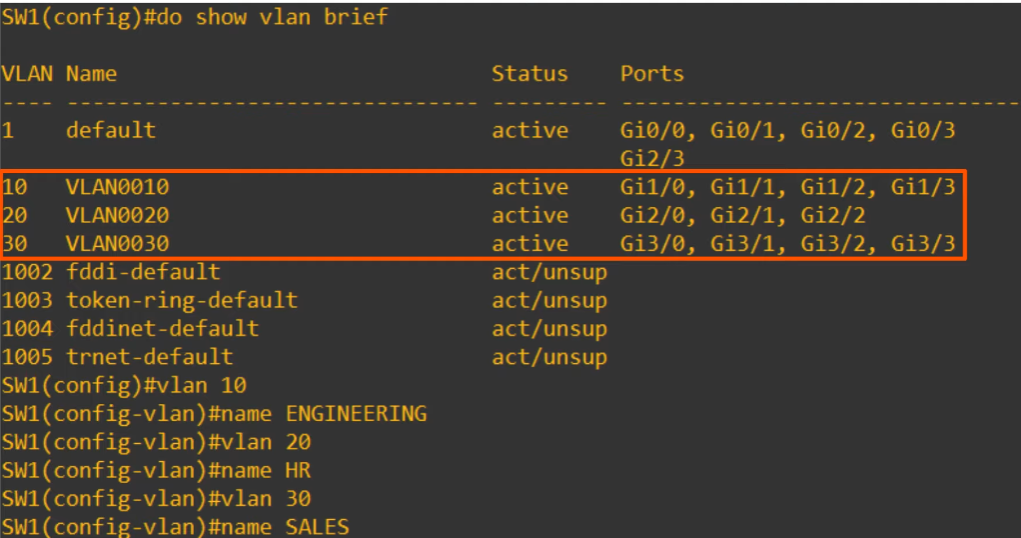 SW1(config)#do show vlan brief
VLAN Name                             Status    Ports
---- -------------------------------- --------- -------------------------------
1    default                          active    Gi0/0, Gi0/1, Gi0/2, Gi0/3
                                                Gi2/3
10   VLAN0010                         active    Gi1/0, Gi1/1, Gi1/2, Gi1/3
20   VLAN0020                         active    Gi2/0, Gi2/1, Gi2/2
30   VLAN0030                         active    Gi3/0, Gi3/1, Gi3/2, Gi3/3
1002 fddi-default                     act/unsup
1003 token-ring-default               act/unsup
1004 fddinet-default                  act/unsup
1005 trnet-default                    act/unsup
SW1(config)#vlan 10
SW1(config-vlan)#name ENGINEERING
SW1(config-vlan)#vlan 20
SW1(config-vlan)#name HR
SW1(config-vlan)#vlan 30
SW1(config-vlan)#name SALES